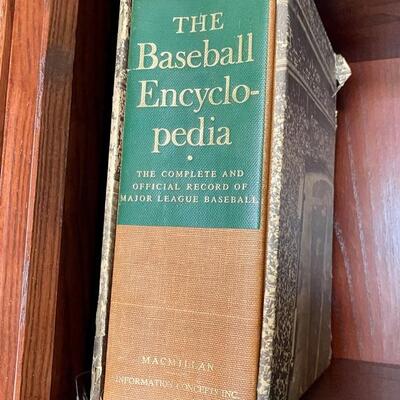 THE
Baseball
Encyclo-
pedia
•
THE COMPLETE AND
OFFICIAL RECORD OF
MAJOR LEAGUE BASEBALL
MACMILLAN
INFORMATION CONCEPTS INC.